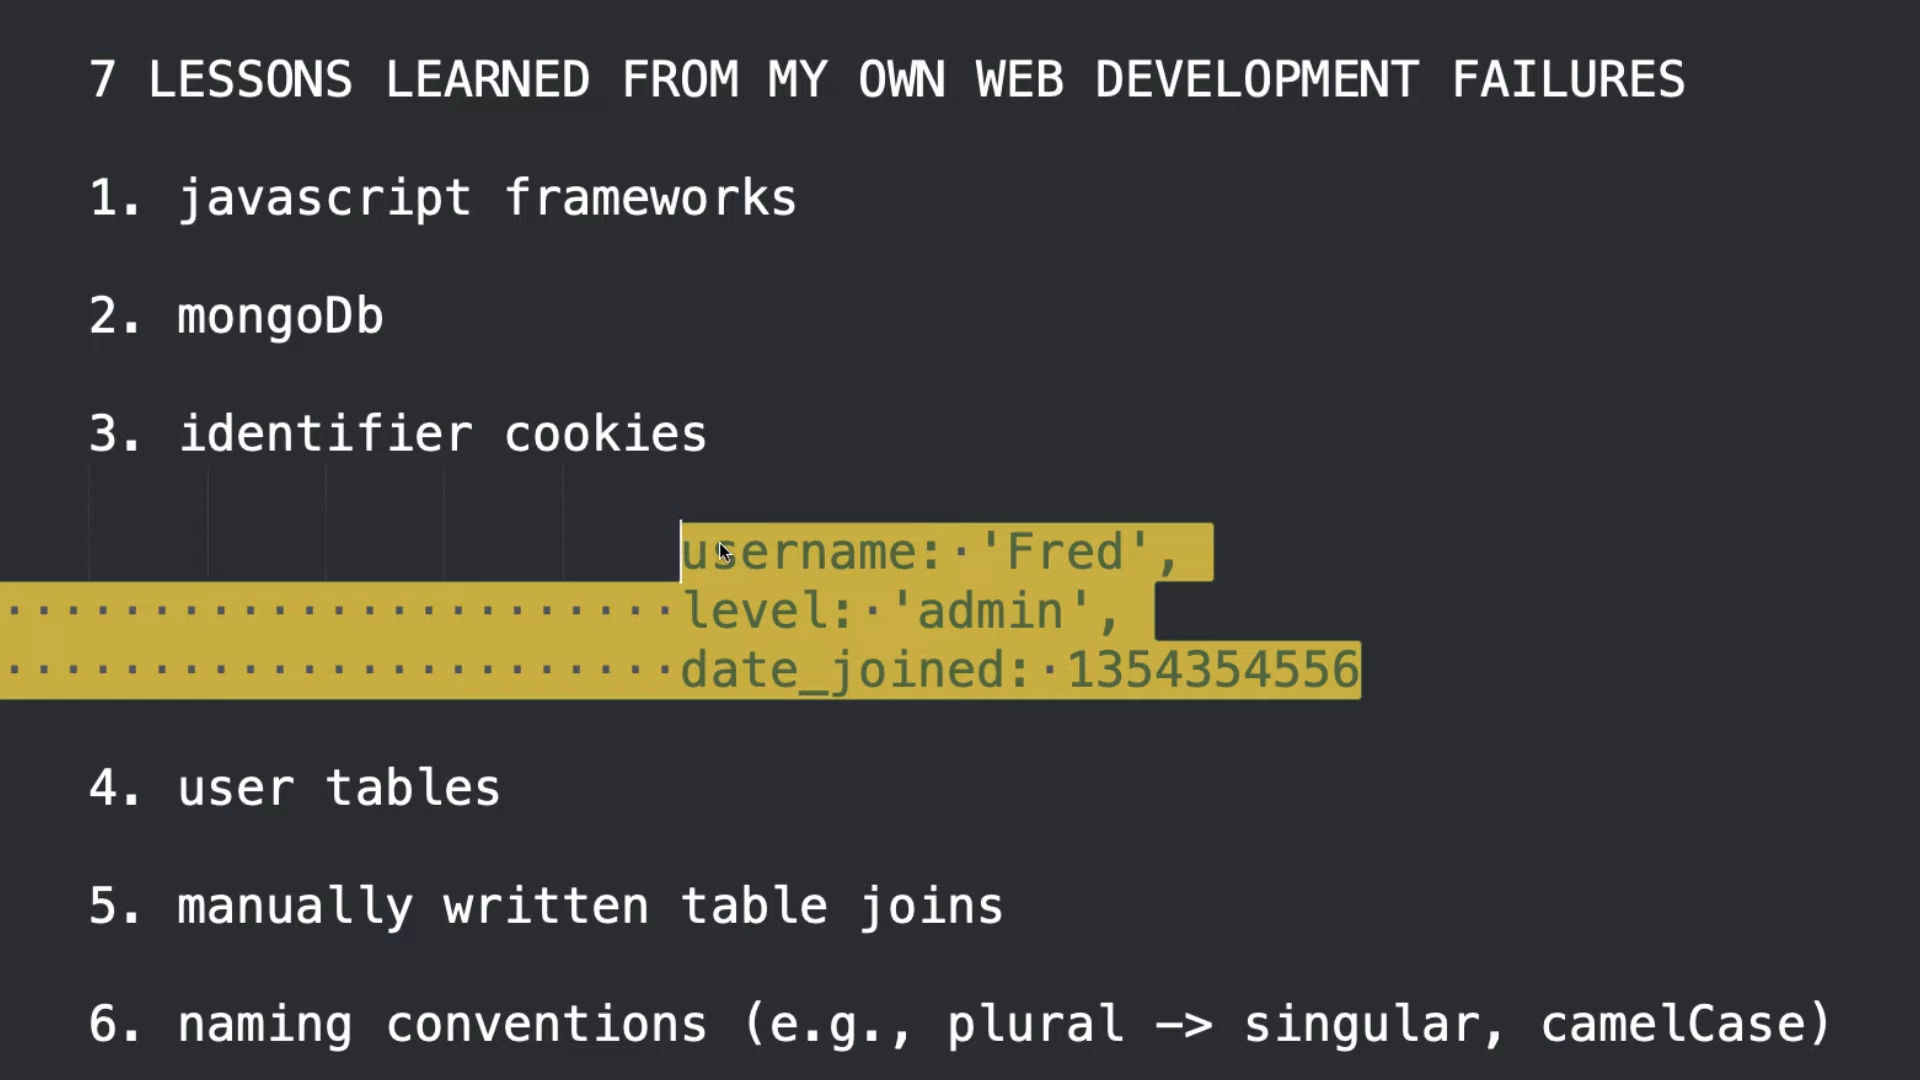 7 LESSONS LEARNED FROM MY OWN WEB DEVELOPMENT FAILURES
1. javascript frameworks
2. mongoDb
3. identifier cookies
username: 'Fred',
level: 'admin',
date_joined: 1354354556
4. user tables
5. manually written table joins
6. naming conventions (e.g., plural –> singular, camelCase)